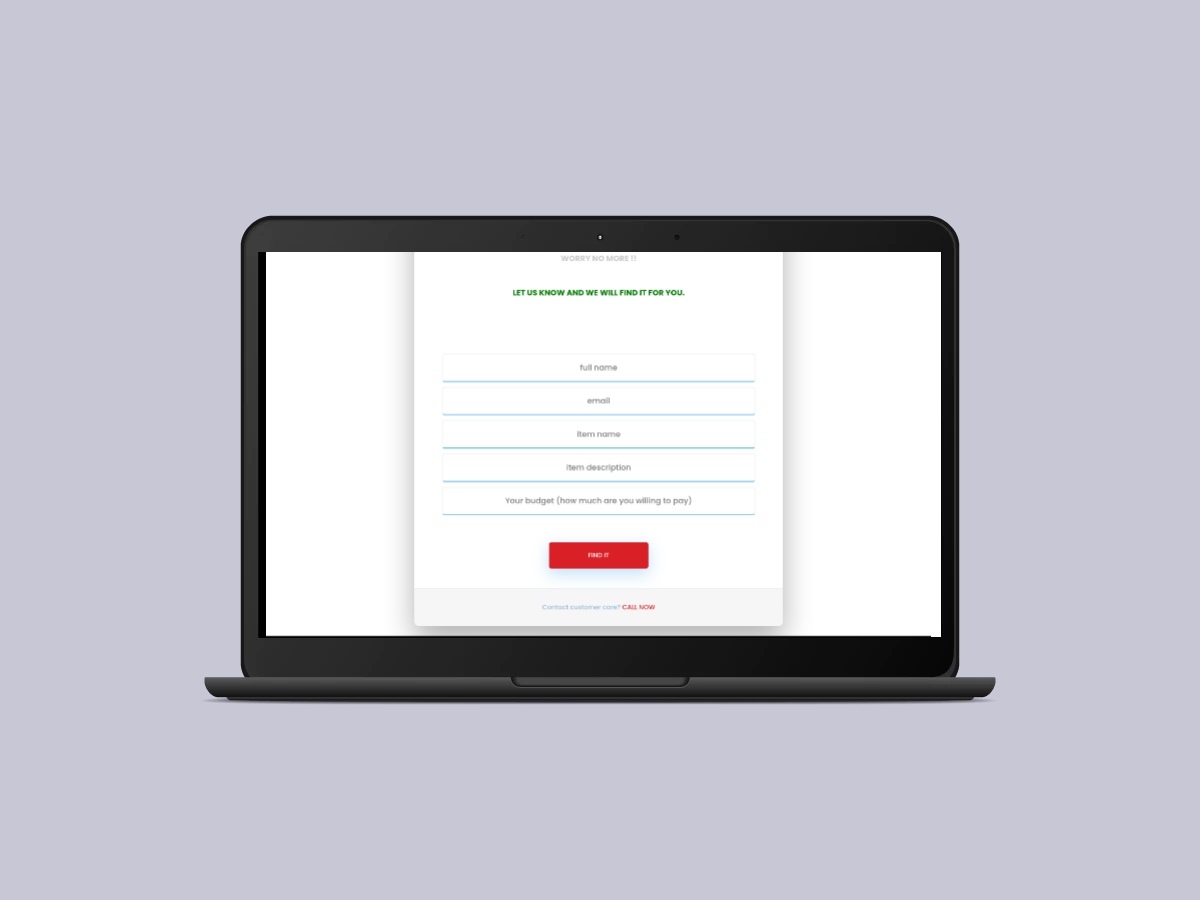 WORRY NO MORE !!
LET US KNOW AND WE WILL FIND IT FOR YOU.
full name
email
item name
item description
Your budget (how much are you willing to pay)
FIND IT
Contact customer care? CALL NOW